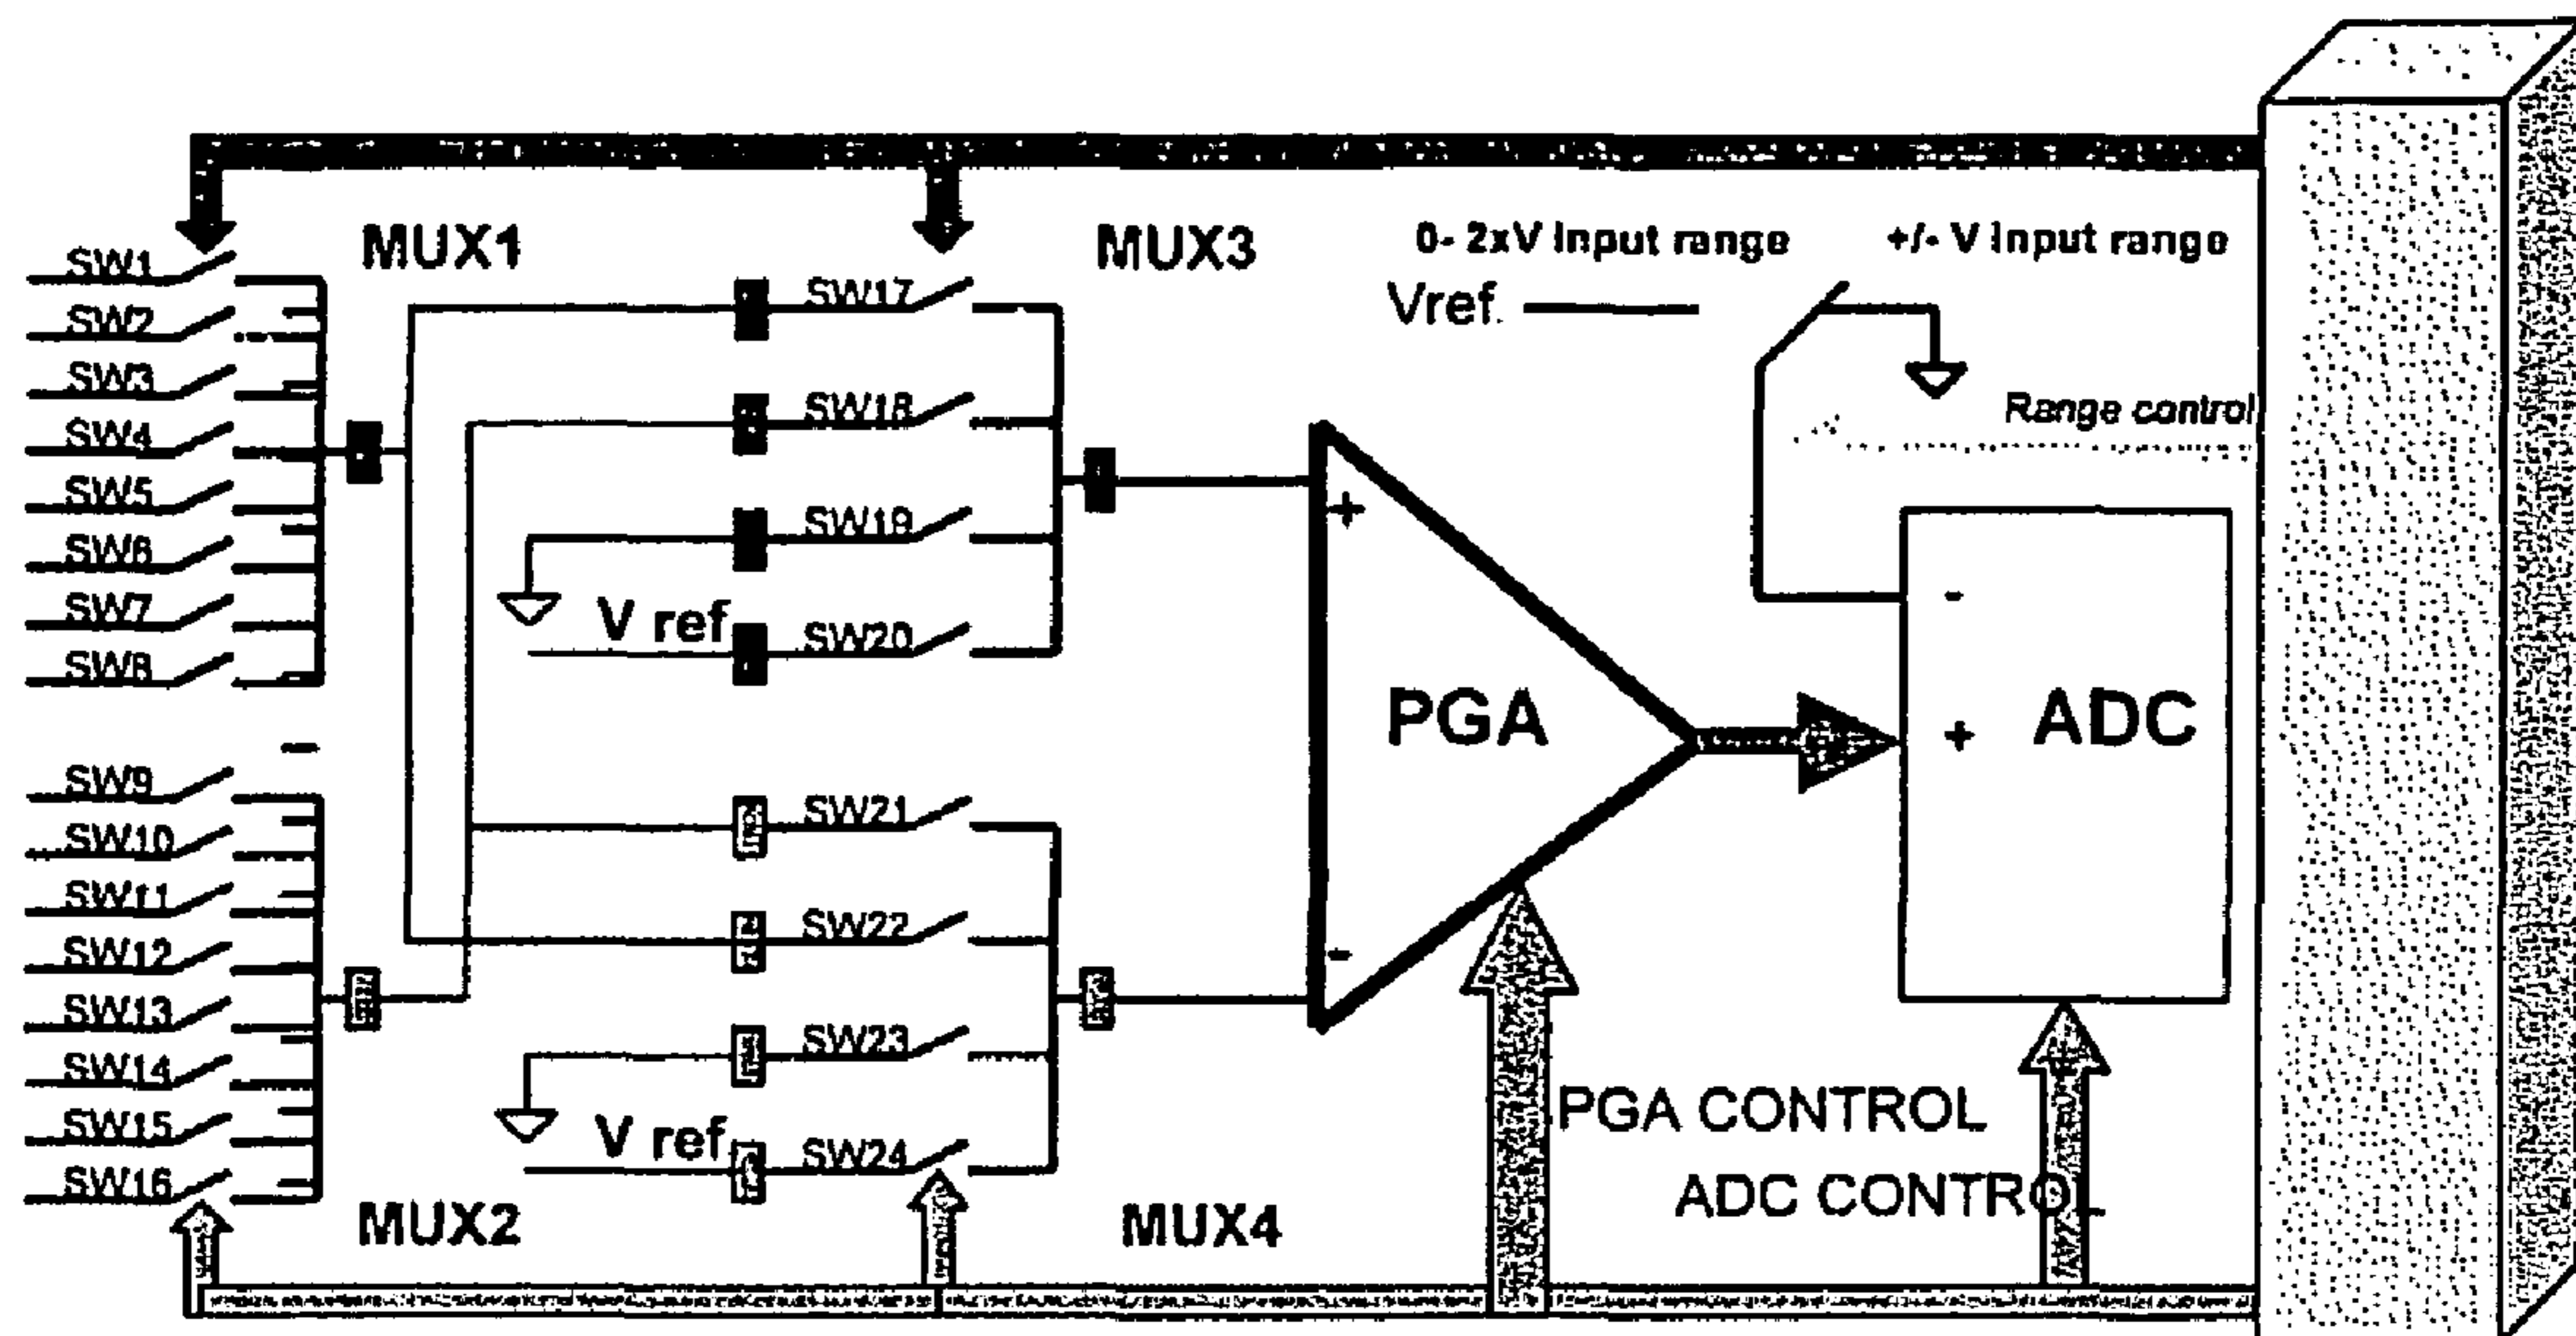 MUX1
MUX3
0- 2xV Input range
+/- V Input range
SW1
SW2
SW3
SW4
SW5
SW6
SW7
SW8
SW17
SW18
SW19
V ref
SW20
Vref.
Range control
+
-
PGA
-
+
ADC
SW9
SW10
SW11
SW12
SW13
SW14
SW15
SW16
SW21
SW22
SW23
V ref
SW24
MUX2
MUX4
PGA CONTROL
ADC CONTROL